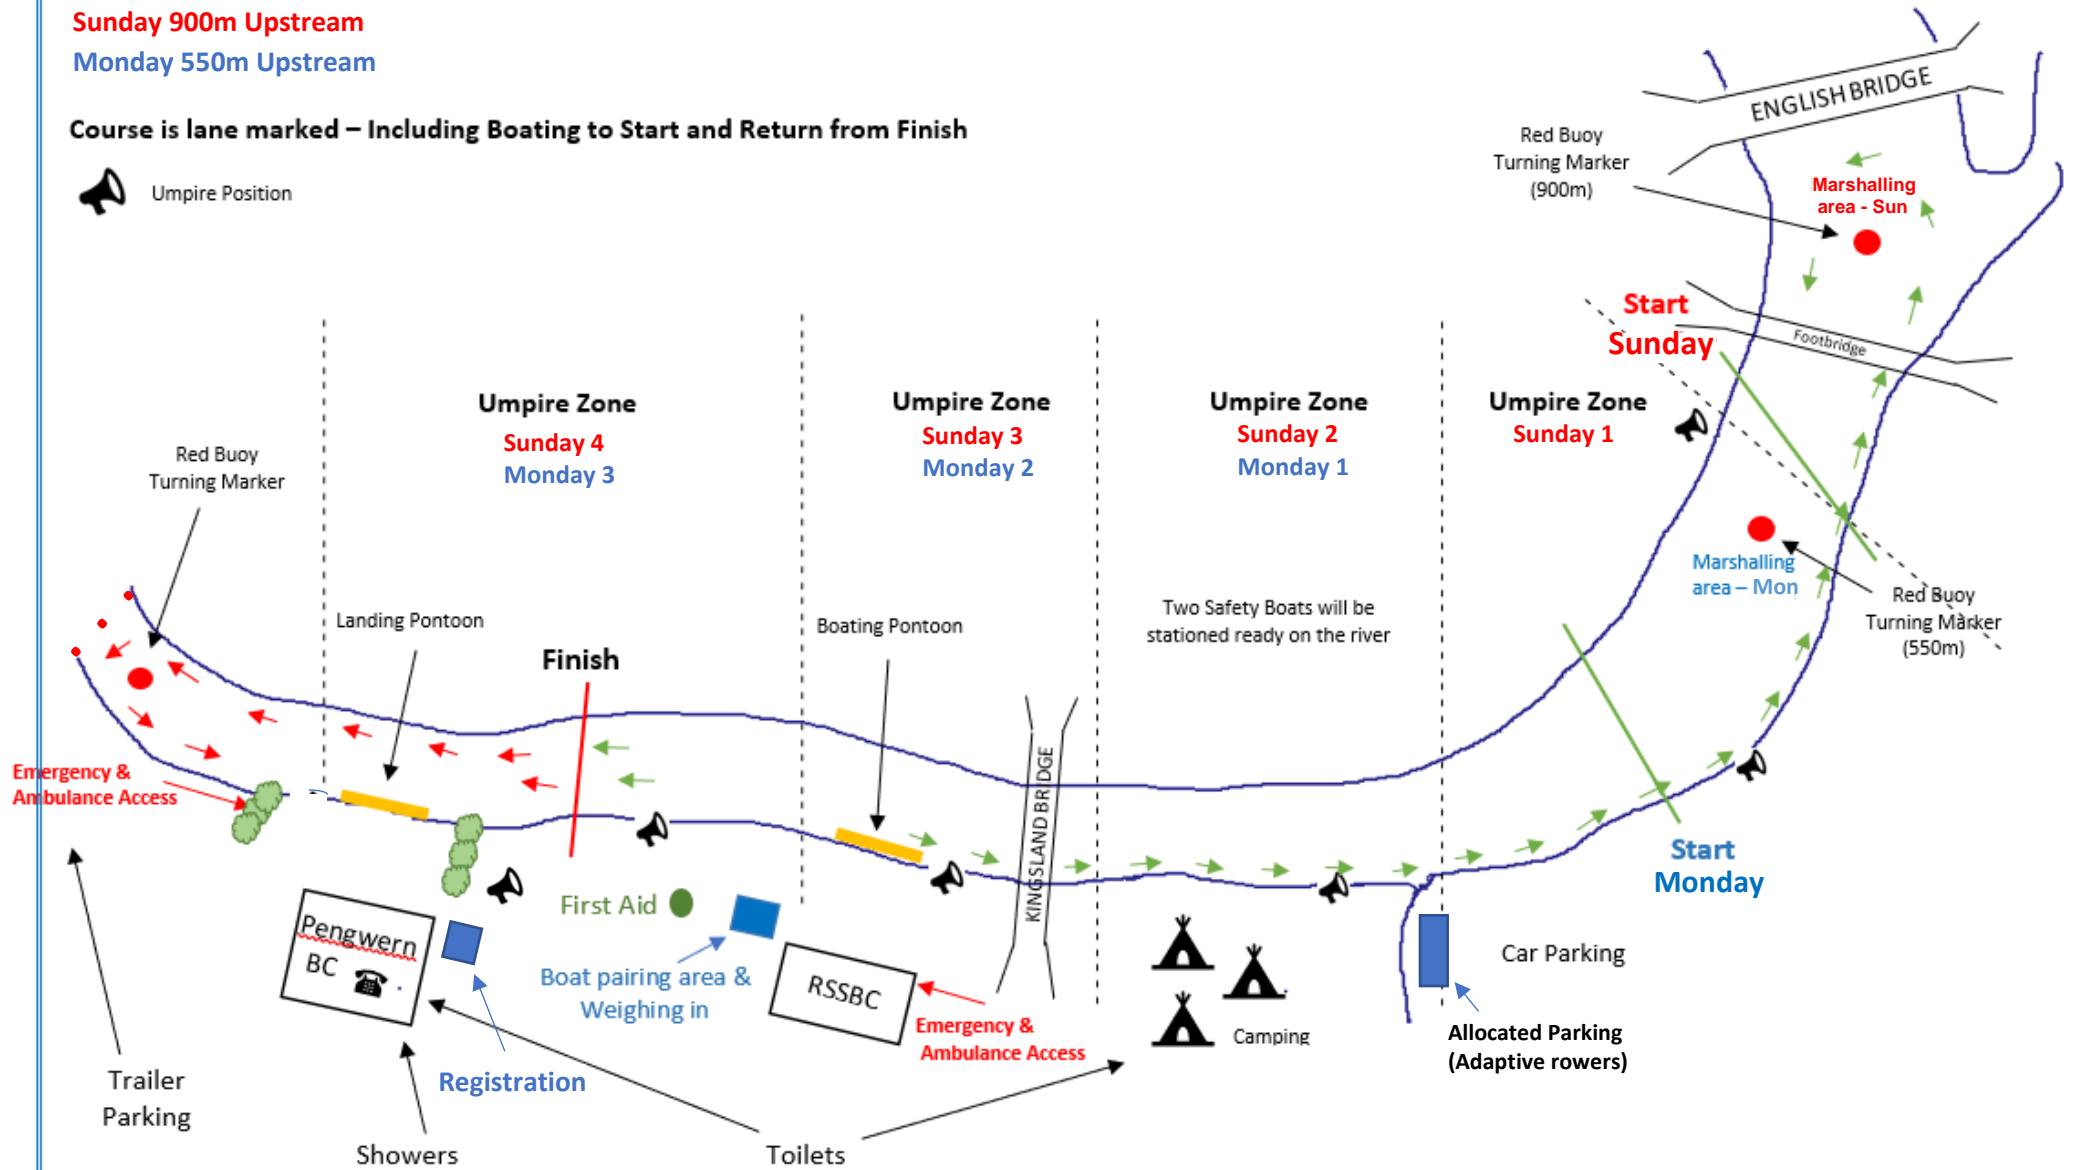 Sunday 900m Upstream
Monday 550m Upstream
Course is lane marked – Including Boating to Start and Return from Finish
Umpire Position
ENGLISH BRIDGE
Red Buoy
Turning Marker
(900m)
Marshalling
area - Sun
Start
Sunday
Footbridge
Umpire Zone
Sunday 4
Monday 3
Umpire Zone
Sunday 3
Monday 2
Umpire Zone
Sunday 2
Monday 1
Umpire Zone
Sunday 1
Red Buoy
Turning Marker
Marshalling
area – Mon
Red Buoy
Turning Marker
(550m)
Landing Pontoon
Finish
Boating Pontoon
Two Safety Boats will be
stationed ready on the river
Emergency &
Ambulance Access
KINGSLAND BRIDGE
Start
Monday
First Aid
Pengwern
BC
Boat pairing area &
Weighing in
RSSBC
Emergency &
Ambulance Access
Camping
Car Parking
Allocated Parking
(Adaptive rowers)
Registration
Trailer
Parking
Showers
Toilets